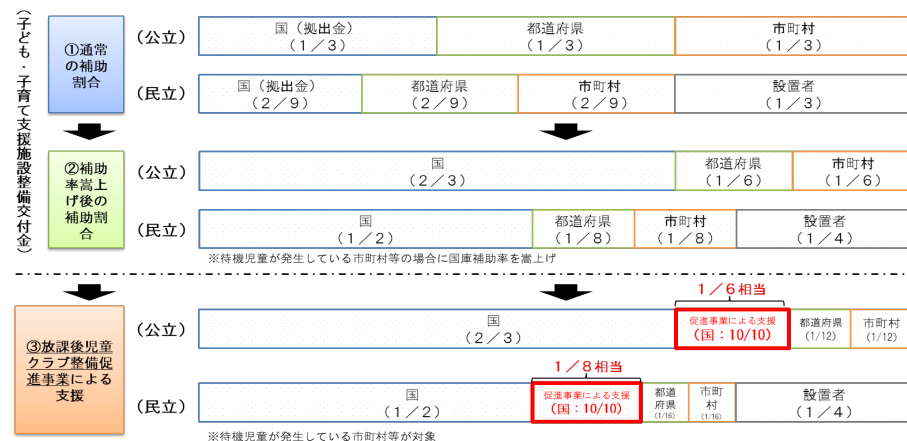 （子ども・子育て支援施設整備交付金）
①通常
の補助
割合
（公立）
国（拠出金）
（１／３）
都道府県
（１／３）
市町村
（１／３）
（民立）
国（拠出金）
（２／９）
都道府県
（２／９）
市町村
（２／９）
設置者
（１／３）
②補助
率嵩上
げ後の
補助割
合
（公立）
国
（２／３）
都道府県
（１／６）
市町村
（１／６）
（民立）
国
（１／２）
都道府県
（１／８）
市町村
（１／８）
設置者
（１／４）
※待機児童が発生している市町村等の場合に国庫補助率を嵩上げ
③放課後児童
クラブ整備促
進事業による
支援
１／６相当
（公立）
国
（２／３）
促進事業による支援
（国：10/10）
都道府県
（1/12）
市町村
（1/12）
１／８相当
（民立）
国
（１／２）
促進事業による支援
（国：10/10）
都道
府県
（1/16）
市町
村
（1/16）
設置者
（１／４）
※待機児童が発生している市町村等が対象